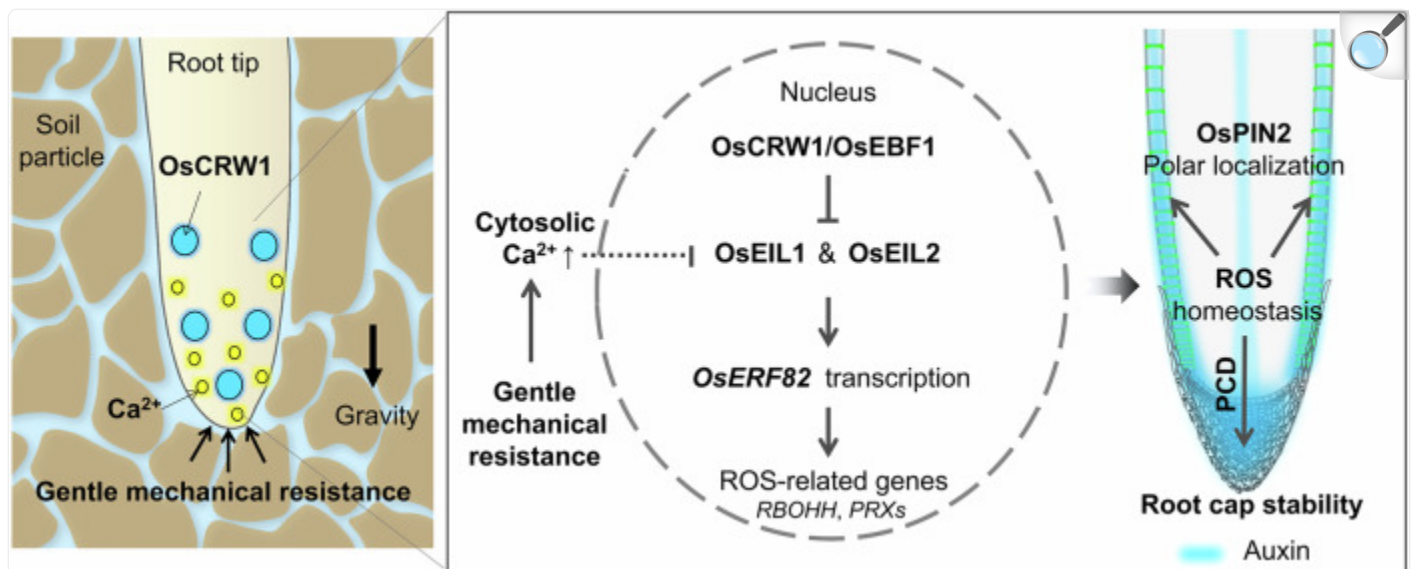 Root tip
Soil
particle
OsCRW1
Ca²⁺
Gravity
Gentle mechanical resistance
Nucleus
OsCRW1/OsEBF1
Cytosolic
Ca²⁺ ↑
OsEIL1 & OsEIL2
OsERF82 transcription
Gentle
mechanical
resistance
ROS-related genes
RBOHH, PRXs
OsPIN2
Polar localization
ROS
homeostasis
PCD
Root cap stability
Auxin